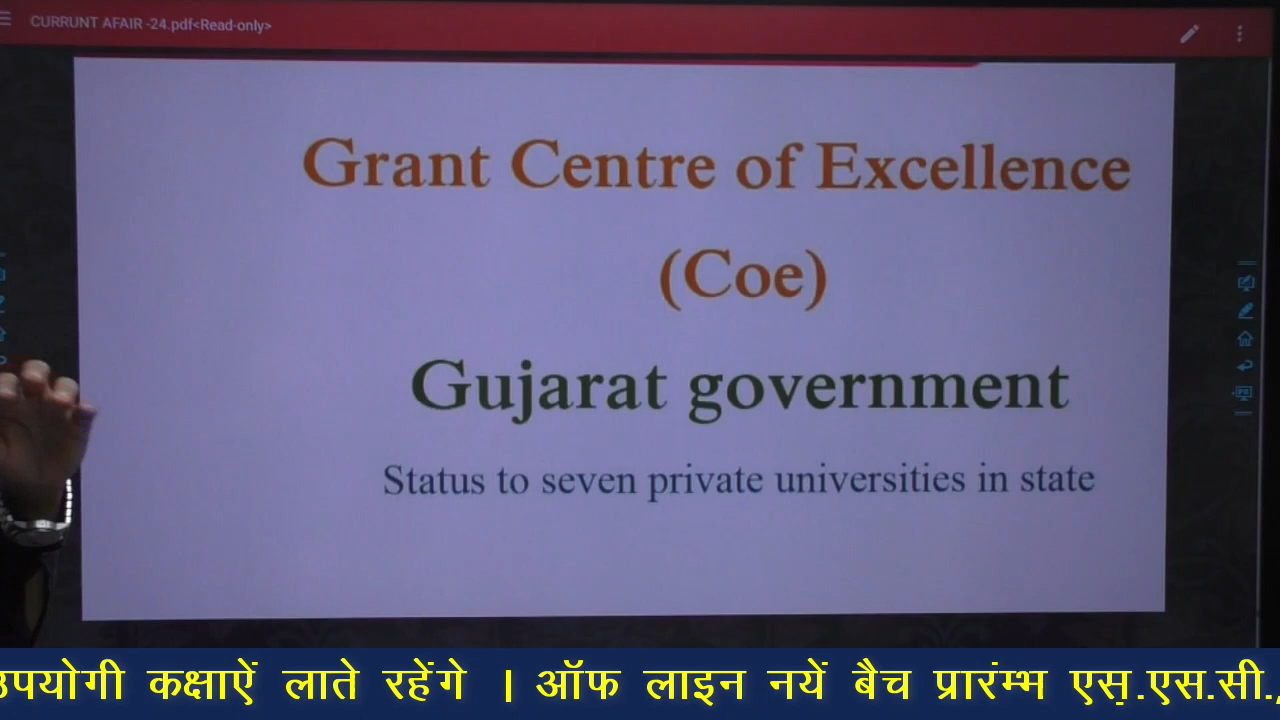 CURRUNT AFAIR -24.pdf<Read-only>
Grant Centre of Excellence
(Coe)
Gujarat government
Status to seven private universities in state
उपयोगी कक्षाऐं लाते रहेंगे । ऑफ लाइन नयें बैच प्रारंम्भ एस.एस.सी.,